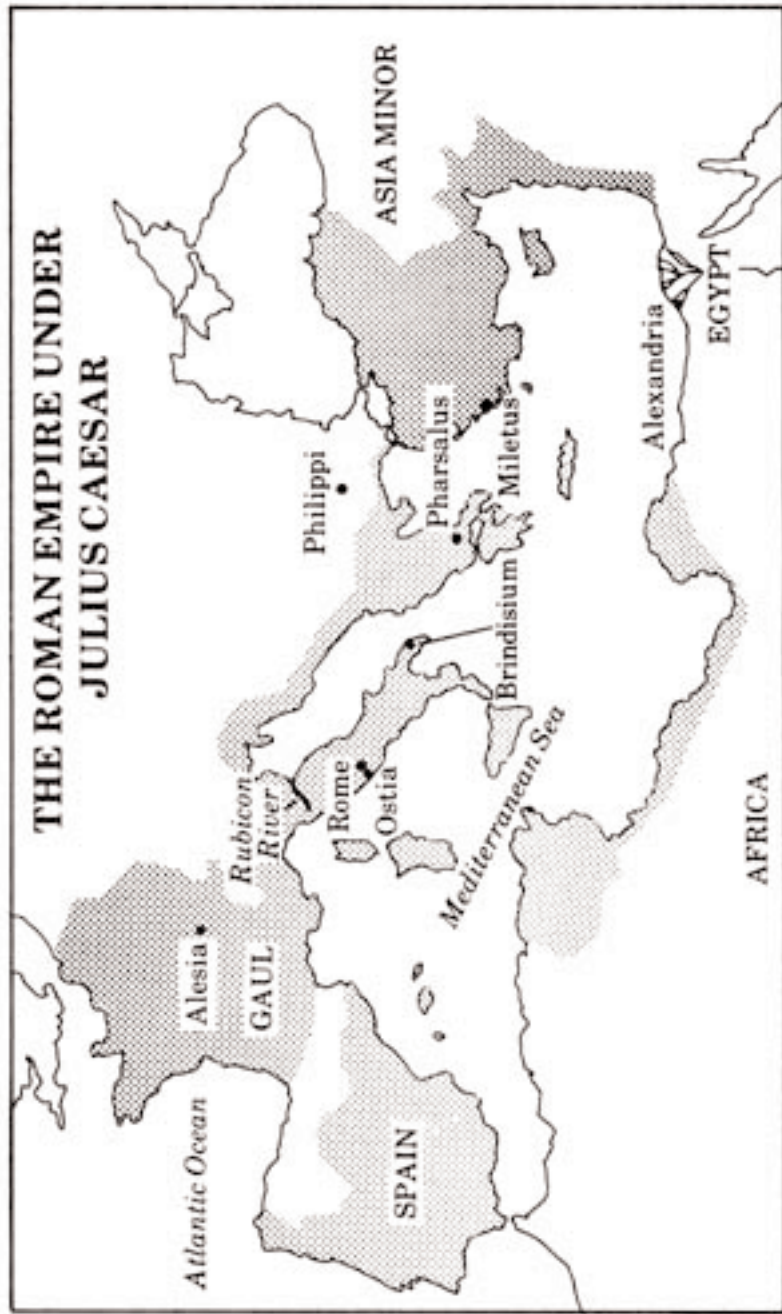 THE ROMAN EMPIRE UNDER
JULIUS CAESAR
Atlantic Ocean
Alesia
GAUL
SPAIN
Rubicon
River
Rome
Ostia
Mediterranean Sea
Brindisium
Philippi
Pharsalus
Miletus
ASIA MINOR
Alexandria
EGYPT
AFRICA